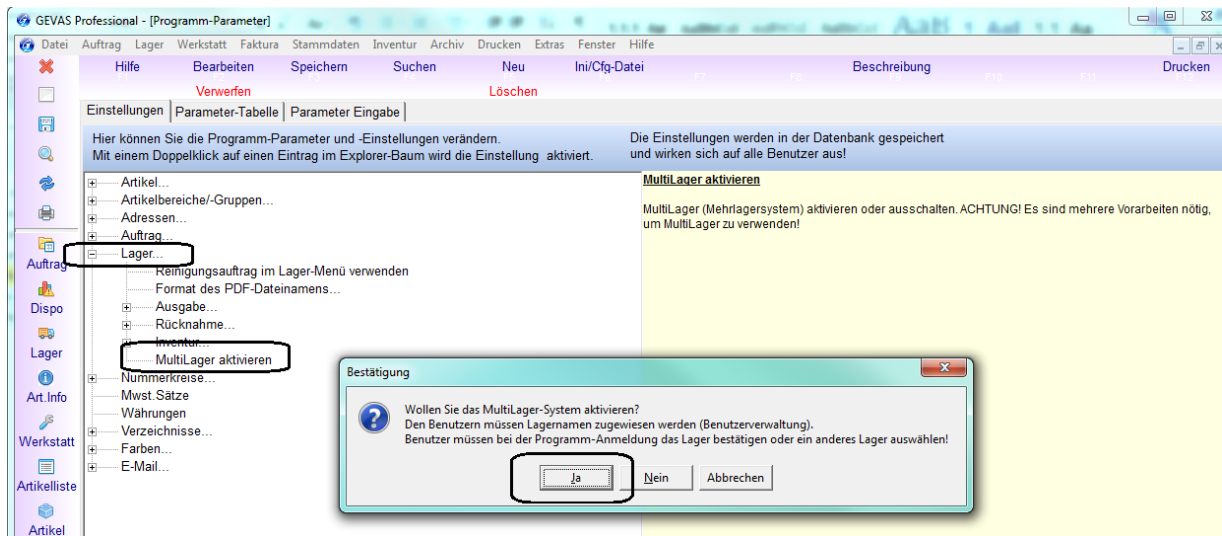 GEVAS Professional - [Programm-Parameter]
Datei Auftrag Lager Werkstatt Faktura Stammdaten Inventur Archiv Drucken Extras Fenster Hilfe
Hilfe Bearbeiten Speichern Suchen Neu Ini/Cfg-Datei Beschreibung Drucken
Verwerfen Löschen
Einstellungen Parameter-Tabelle Parameter Eingabe
Hier können Sie die Programm-Parameter und -Einstellungen verändern.
Mit einem Doppelklick auf einen Eintrag im Explorer-Baum wird die Einstellung aktiviert.
Die Einstellungen werden in der Datenbank gespeichert
und wirken sich auf alle Benutzer aus!
Auftrag
Dispo
Lager
Art.Info
Werkstatt
Artikelliste
Artikel
Artikel...
Artikelbereiche/-Gruppen...
Adressen...
Auftrag...
Lager...
Reinigungsauftrag im Lager-Menü verwenden
Format des PDF-Dateinamens...
Ausgabe...
Rücknahme...
Inventur...
MultiLager aktivieren
Nummerkreise...
Mwst.Sätze
Währungen
Verzeichnisse...
Farben...
E-Mail...
MultiLager aktivieren
MultiLager (Mehrlagersystem) aktivieren oder ausschalten. ACHTUNG! Es sind mehrere Vorarbeiten nötig,
um MultiLager zu verwenden!
Bestätigung
Wollen Sie das MultiLager-System aktivieren?
Den Benutzern müssen Lagernamen zugewiesen werden (Benutzerverwaltung).
Benutzer müssen bei der Programm-Anmeldung das Lager bestätigen oder ein anderes Lager auswählen!
Ja Nein Abbrechen